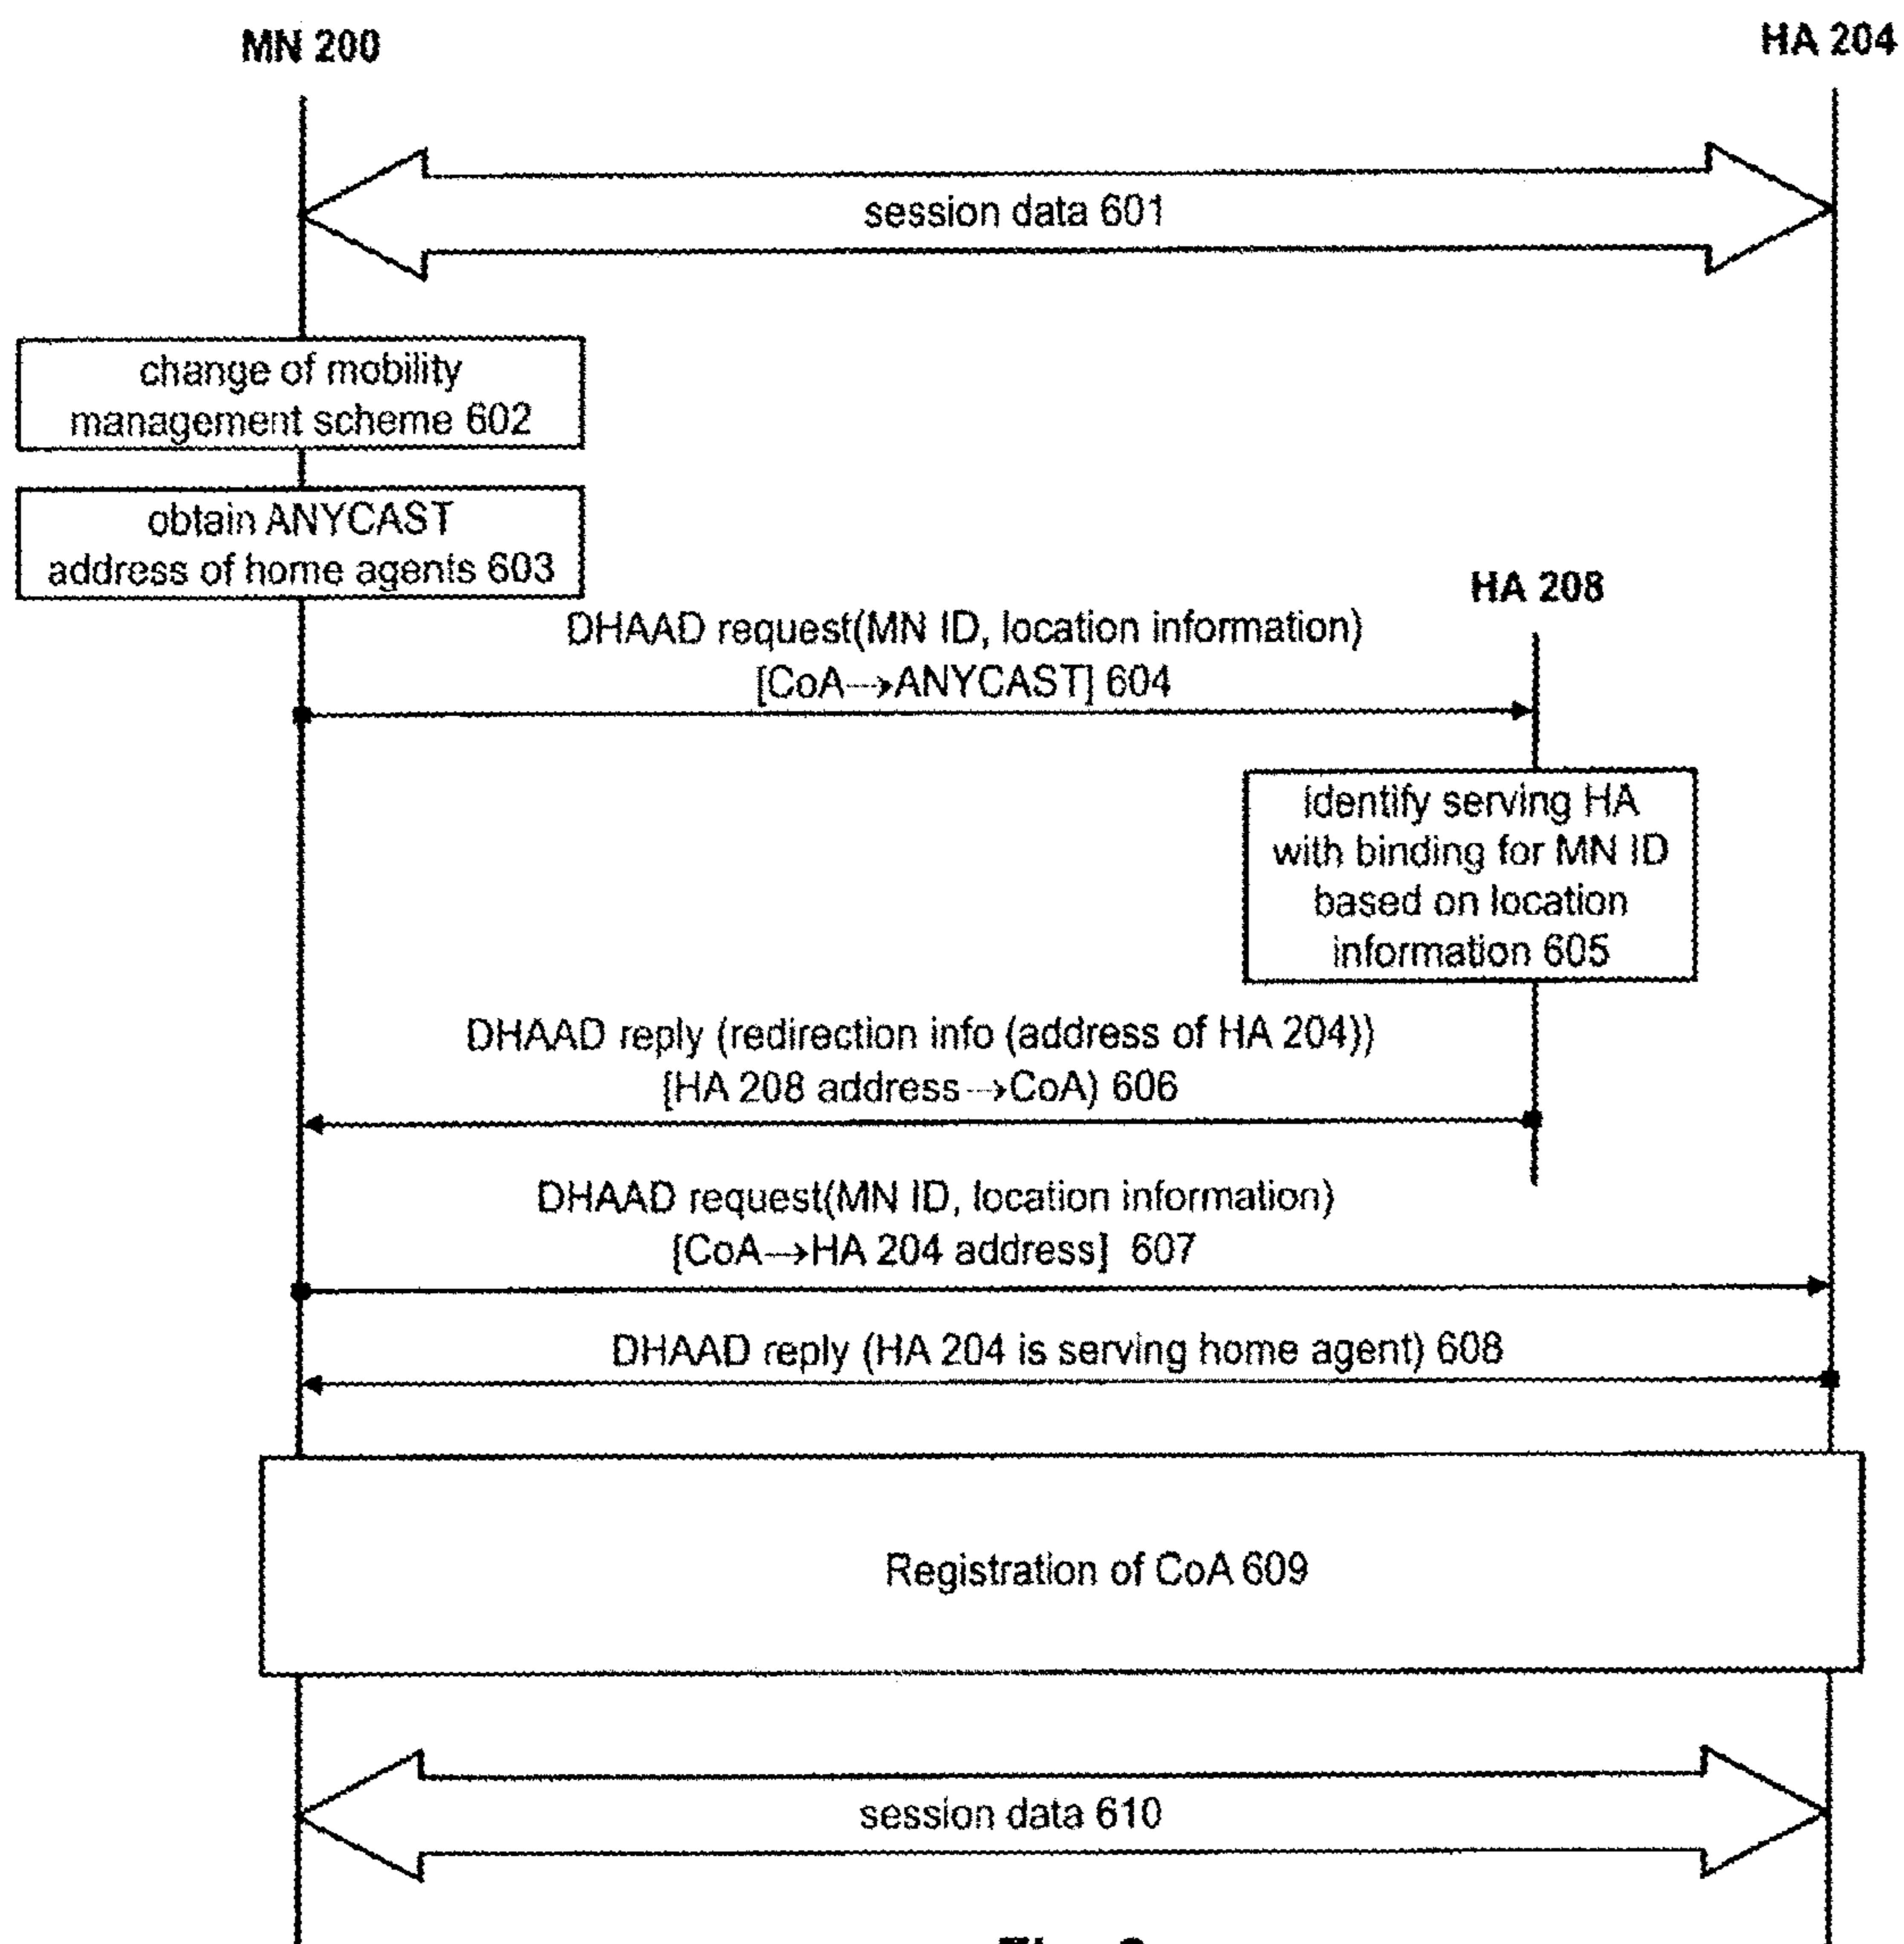 MN 200
HA 204
session data 601
change of mobility
management scheme 602
obtain ANYCAST
address of home agents 603
HA 208
DHAAD request(MN ID, location information)
[CoA→ANYCAST] 604
identify serving HA
with binding for MN ID
based on location
information 605
DHAAD reply (redirection info (address of HA 204))
[HA 208 address→CoA) 606
DHAAD request(MN ID, location information)
[CoA→HA 204 address] 607
DHAAD reply (HA 204 is serving home agent) 608
Registration of CoA 609
session data 610